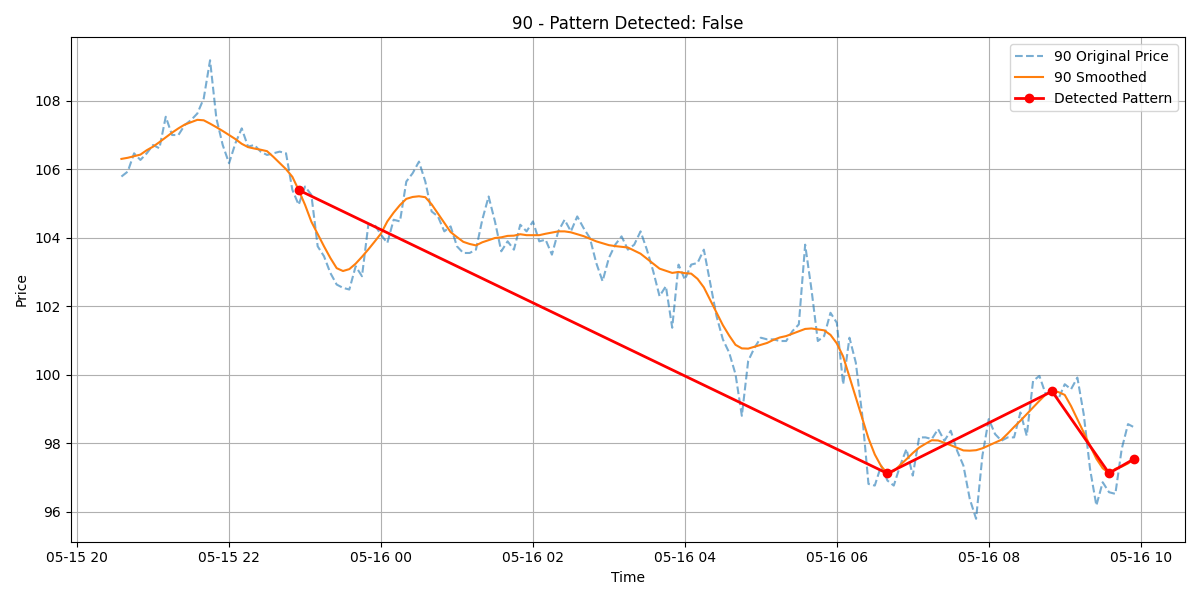 90 - Pattern Detected: False
90 Original Price
90 Smoothed
Detected Pattern
Price
108
106
104
102
100
98
96
05-15 20
05-15 22
05-16 00
05-16 02
05-16 04
05-16 06
05-16 08
05-16 10
Time